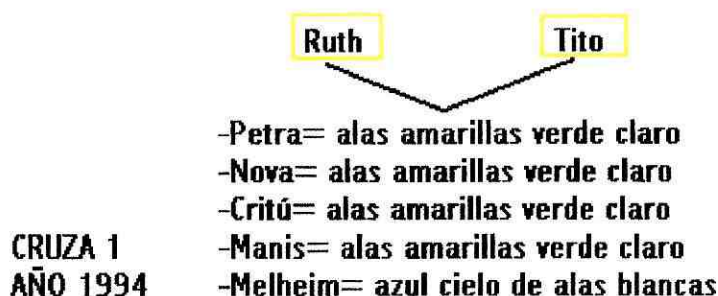 Ruth Tito
-Petra= alas amarillas verde claro
-Nova= alas amarillas verde claro
-Critú= alas amarillas verde claro
CRUZA 1 -Manis= alas amarillas verde claro
AÑO 1994 -Melheim= azul cielo de alas blancas